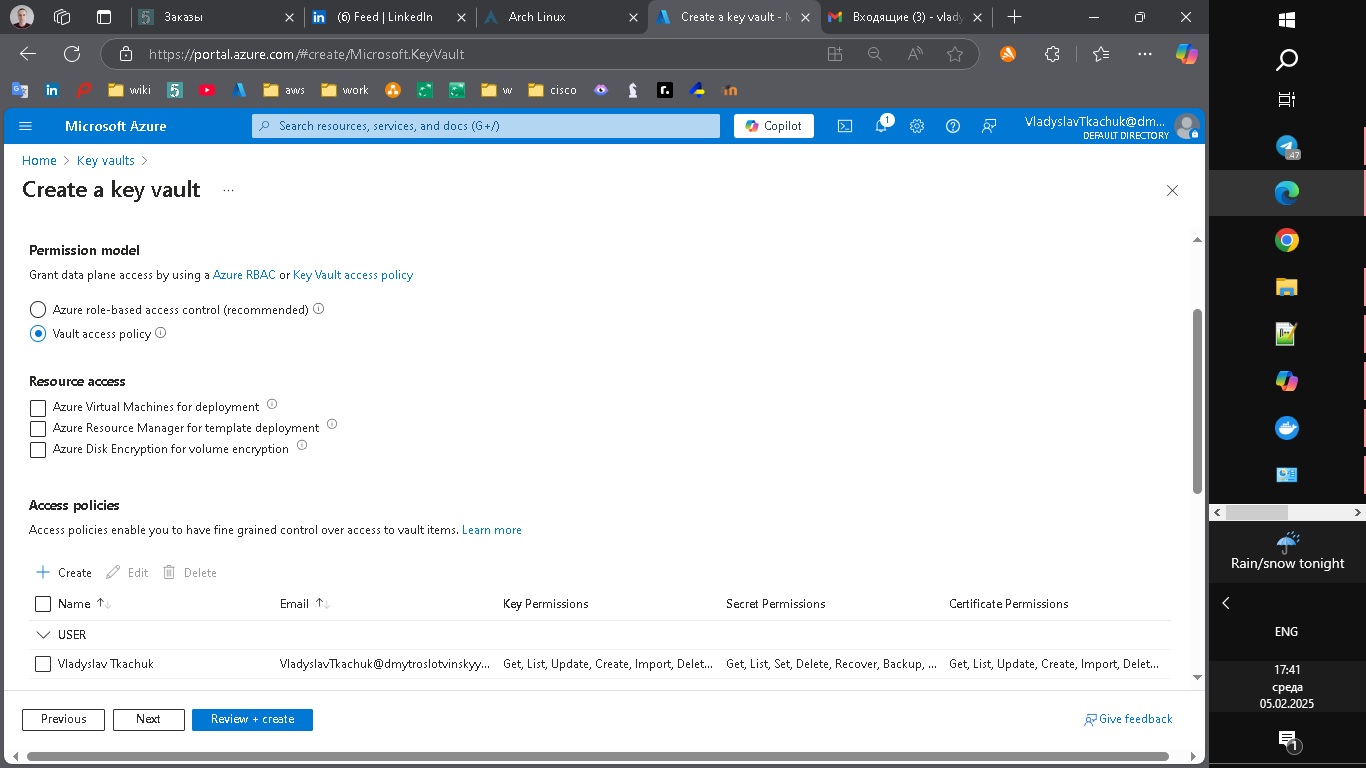 Заказы
(6) Feed | LinkedIn
Arch Linux
Create a key vault - M
Входящие (3) - vlady
https://portal.azure.com/#create/Microsoft.KeyVault
wiki
aws
work
w
cisco
Microsoft Azure
Search resources, services, and docs (G+/)
Copilot
1
VladyslavTkachuk@dm...
DEFAULT DIRECTORY
Home > Key vaults >
Create a key vault ...
Permission model
Grant data plane access by using a Azure RBAC or Key Vault access policy
Azure role-based access control (recommended)
Vault access policy
Resource access
Azure Virtual Machines for deployment
Azure Resource Manager for template deployment
Azure Disk Encryption for volume encryption
Access policies
Access policies enable you to have fine grained control over access to vault items. Learn more
Create Edit Delete
Name Email Key Permissions Secret Permissions Certificate Permissions
USER
Vladyslav Tkachuk VladyslavTkachuk@dmytroslotvinskyy... Get, List, Update, Create, Import, Delet... Get, List, Set, Delete, Recover, Backup, ... Get, List, Update, Create, Import, Delet...
Previous Next Review + create Give feedback
.47
Rain/snow tonight
ENG
17:41
среда
05.02.2025
1